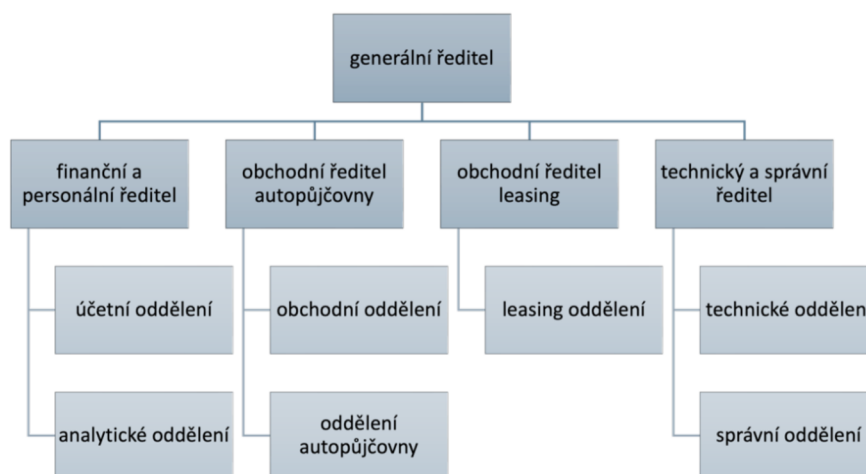 generální ředitel
finanční a
personální ředitel
obchodní ředitel
autopůjčovny
obchodní ředitel
leasing
technický a správní
ředitel
účetní oddělení
obchodní oddělení
leasing oddělení
technické oddělen
analytické oddělení
oddělení
autopůjčovny
správní oddělení